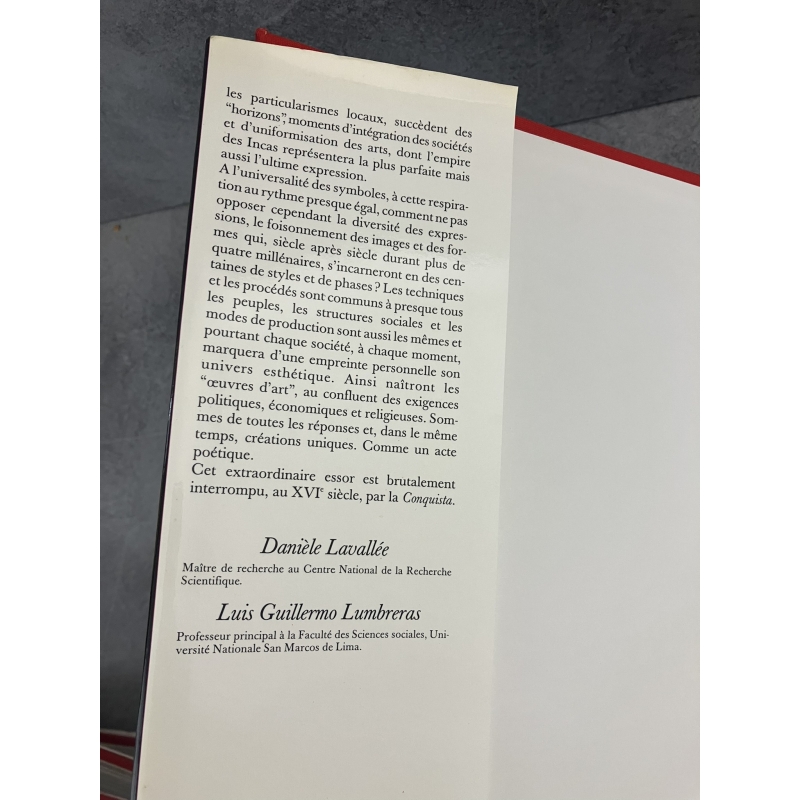 les particularismes locaux, succèdent des
“horizons”, moments d’intégration des sociétés
et d’uniformisation des arts, dont l’empire
des Incas représentera la plus parfaite mais
aussi l’ultime expression.
A l’universalité des symboles, à cette respira-
tion au rythme presque égal, comment ne pas
opposer cependant la diversité des expres-
sions, le foisonnement des images et des for-
mes qui, siècle après siècle durant plus de
quatre millénaires, s’incarneront en des cen-
taines de styles et de phases ? Les techniques
et les procédés sont communs à presque tous
les peuples, les structures sociales et les
modes de production sont aussi les mêmes et
pourtant chaque société, à chaque moment,
marquera d’une empreinte personnelle son
univers esthétique. Ainsi naîtront les
“œuvres d’art”, au confluent des exigences
politiques, économiques et religieuses. Som-
mes de toutes les réponses et, dans le même
temps, créations uniques. Comme un acte
poétique.
Cet extraordinaire essor est brutalement
interrompu, au XVIe siècle, par la Conquista.
Danièle Lavallée
Maître de recherche au Centre National de la Recherche
Scientifique.
Luis Guillermo Lumbreras
Professeur principal à la Faculté des Sciences sociales, Uni-
versité Nationale San Marcos de Lima.